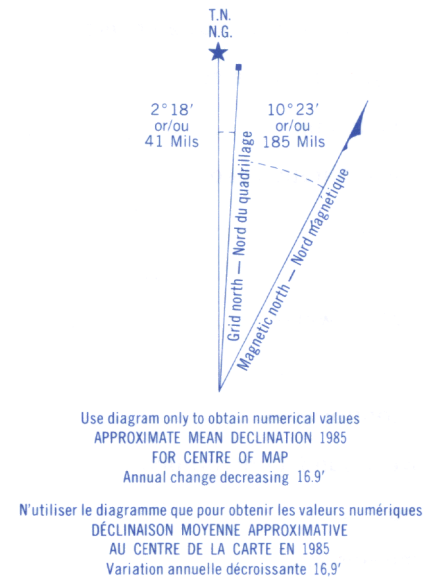 T.N.
N.G.
2°18′
or/ou
41 Mils
10°23′
or/ou
185 Mils
Grid north — Nord du quadrillage
Magnetic north — Nord magnétique
Use diagram only to obtain numerical values
APPROXIMATE MEAN DECLINATION 1985
FOR CENTRE OF MAP
Annual change decreasing 16.9′
N'utiliser le diagramme que pour obtenir les valeurs numériques
DÉCLINAISON MOYENNE APPROXIMATIVE
AU CENTRE DE LA CARTE EN 1985
Variation annuelle décroissante 16,9′